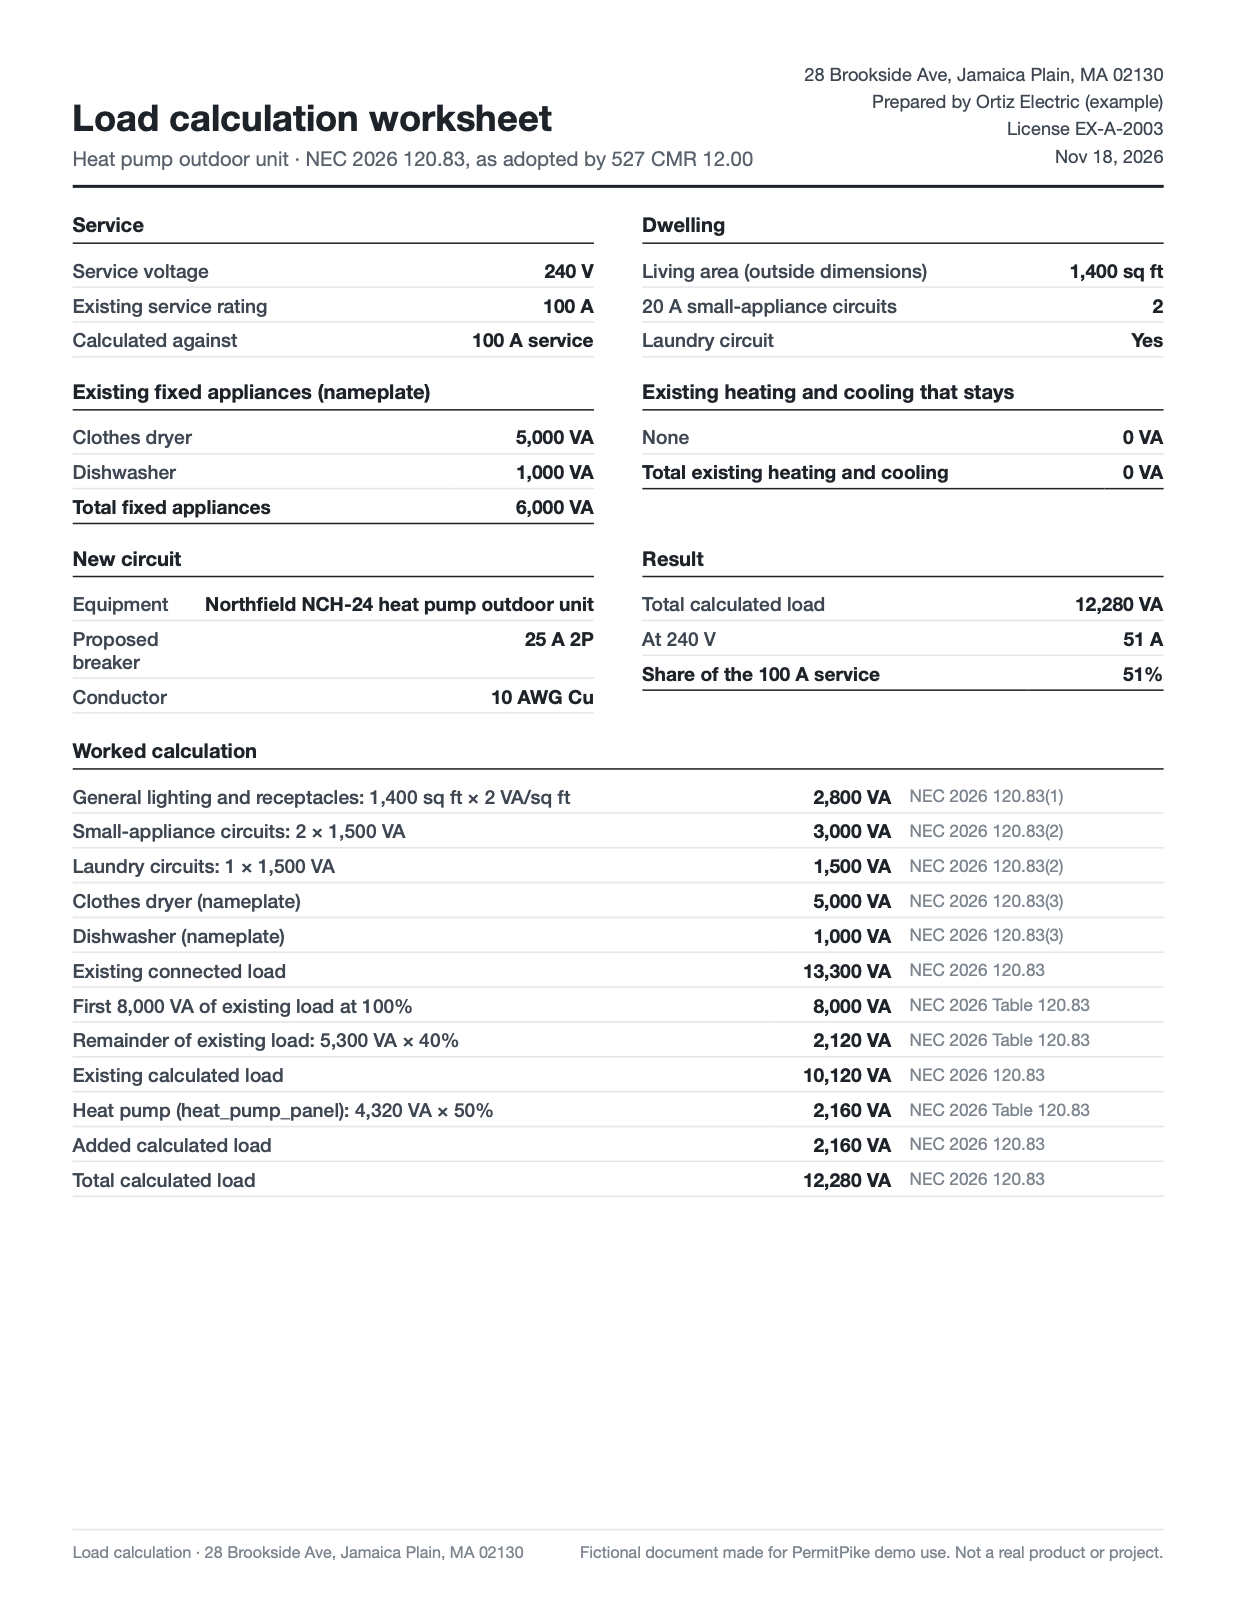 28 Brookside Ave, Jamaica Plain, MA 02130
Prepared by Ortiz Electric (example)
License EX-A-2003
Nov 18, 2026
Load calculation worksheet
Heat pump outdoor unit · NEC 2026 120.83, as adopted by 527 CMR 12.00
Service
Service voltage 240 V
Existing service rating 100 A
Calculated against 100 A service
Dwelling
Living area (outside dimensions) 1,400 sq ft
20 A small-appliance circuits 2
Laundry circuit Yes
Existing fixed appliances (nameplate)
Clothes dryer 5,000 VA
Dishwasher 1,000 VA
Total fixed appliances 6,000 VA
Existing heating and cooling that stays
None 0 VA
Total existing heating and cooling 0 VA
New circuit
Equipment Northfield NCH-24 heat pump outdoor unit
Proposed 25 A 2P
breaker
Conductor 10 AWG Cu
Result
Total calculated load 12,280 VA
At 240 V 51 A
Share of the 100 A service 51%
Worked calculation
General lighting and receptacles: 1,400 sq ft × 2 VA/sq ft 2,800 VA NEC 2026 120.83(1)
Small-appliance circuits: 2 × 1,500 VA 3,000 VA NEC 2026 120.83(2)
Laundry circuits: 1 × 1,500 VA 1,500 VA NEC 2026 120.83(2)
Clothes dryer (nameplate) 5,000 VA NEC 2026 120.83(3)
Dishwasher (nameplate) 1,000 VA NEC 2026 120.83(3)
Existing connected load 13,300 VA NEC 2026 120.83
First 8,000 VA of existing load at 100% 8,000 VA NEC 2026 Table 120.83
Remainder of existing load: 5,300 VA × 40% 2,120 VA NEC 2026 Table 120.83
Existing calculated load 10,120 VA NEC 2026 120.83
Heat pump (heat_pump_panel): 4,320 VA × 50% 2,160 VA NEC 2026 Table 120.83
Added calculated load 2,160 VA NEC 2026 120.83
Total calculated load 12,280 VA NEC 2026 120.83
Load calculation · 28 Brookside Ave, Jamaica Plain, MA 02130
Fictional document made for PermitPike demo use. Not a real product or project.